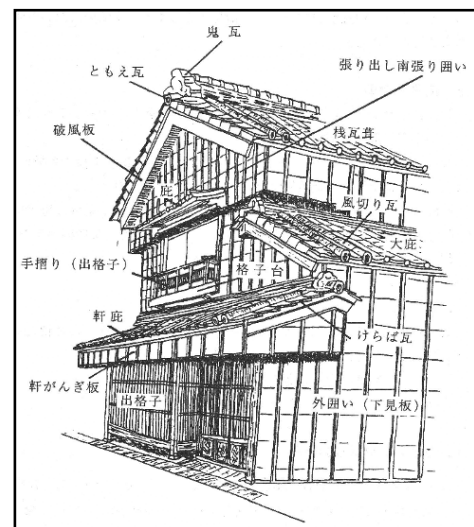 鬼瓦
ともえ瓦
張り出し南張り囲い
破風板
桟瓦葺
庇
風切り瓦
大庇
手摺り（出格子）
格子台
軒庇
けらば瓦
軒がんぎ板
出格子
外囲い（下見板）